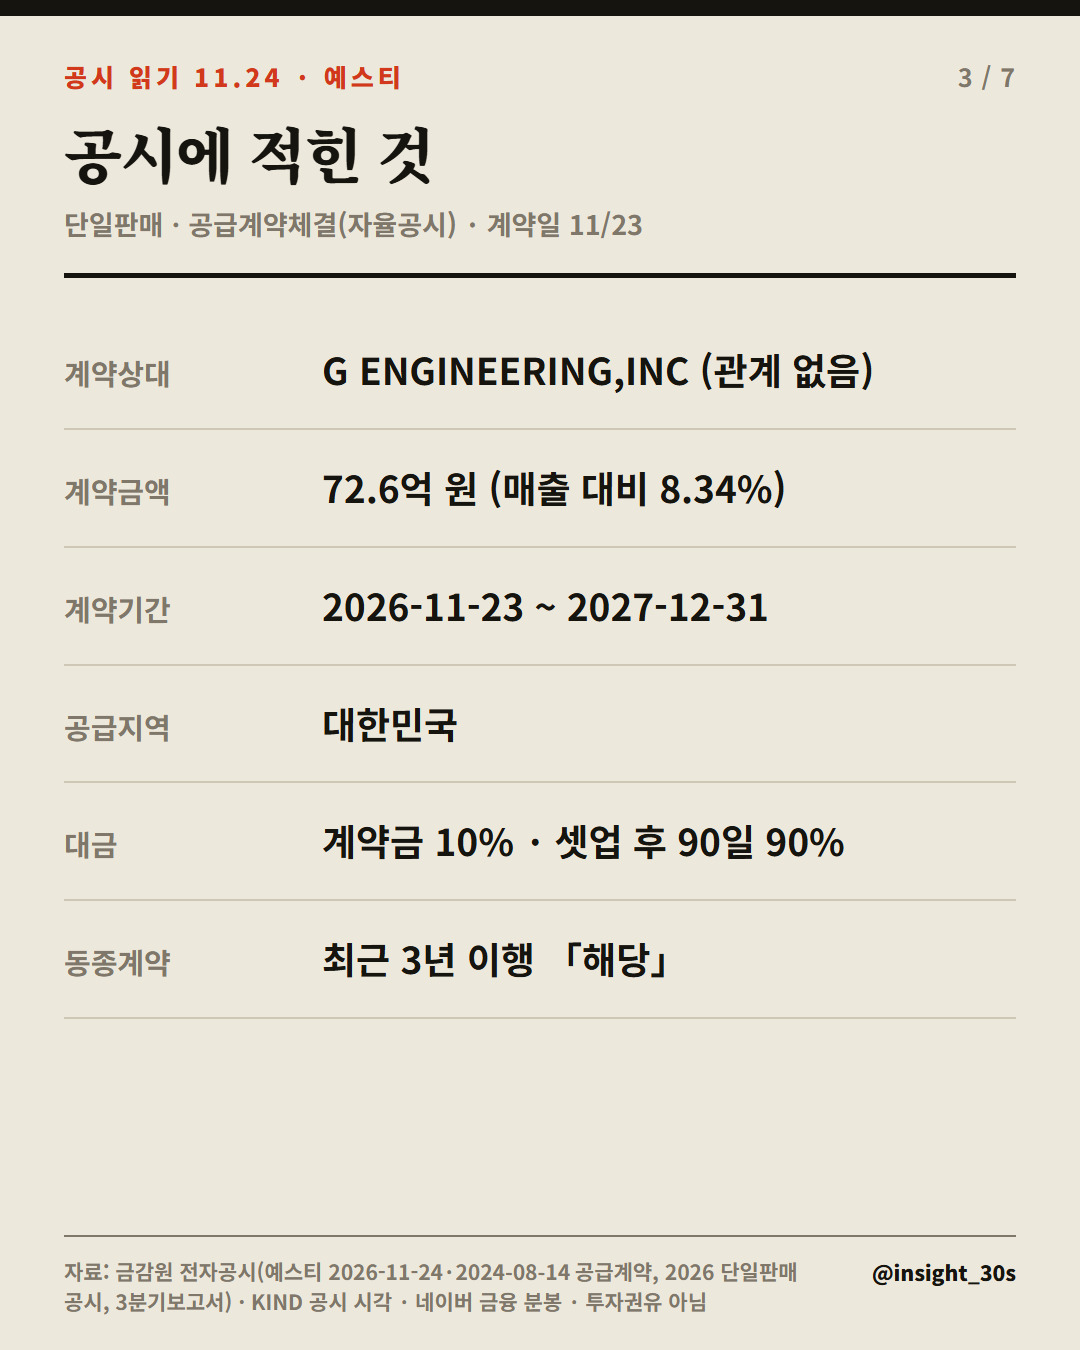 공시 읽기 11.24 · 예스티
3 / 7
공시에 적힌 것
단일판매 · 공급계약체결(자율공시) · 계약일 11/23
계약상대 G ENGINEERING,INC (관계 없음)
계약금액 72.6억 원 (매출 대비 8.34%)
계약기간 2026-11-23 ~ 2027-12-31
공급지역 대한민국
대금 계약금 10% · 셋업 후 90일 90%
동종계약 최근 3년 이행 「해당」
자료: 금감원 전자공시(예스티 2026-11-24·2024-08-14 공급계약, 2026 단일판매
공시, 3분기보고서) · KIND 공시 시각 · 네이버 금융 분봉 · 투자권유 아님
@insight_30s